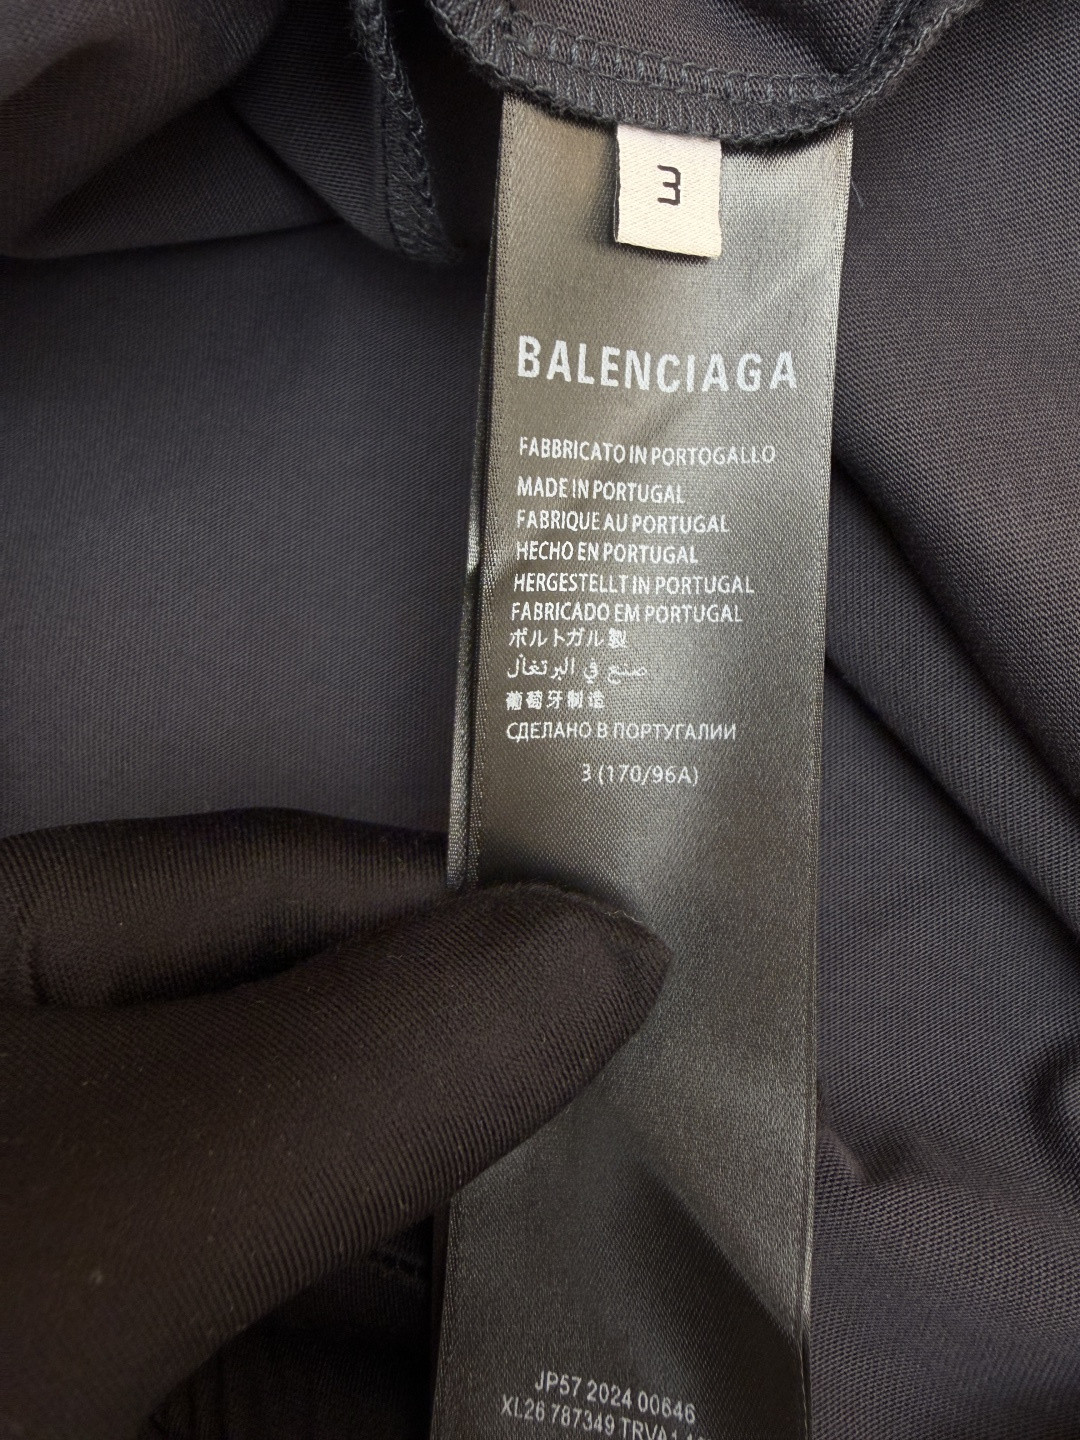 3
BALENCIAGA
FABBRICATO IN PORTOGALLO
MADE IN PORTUGAL
FABRIQUE AU PORTUGAL
HECHO EN PORTUGAL
HERGESTELLT IN PORTUGAL
FABRICADO EM PORTUGAL
ポルトガル製
صنع في البرتغال
葡萄牙制造
СДЕЛАНО В ПОРТУГАЛИИ
3 (170/96A)
JP57 2024 00646
XL26 787349